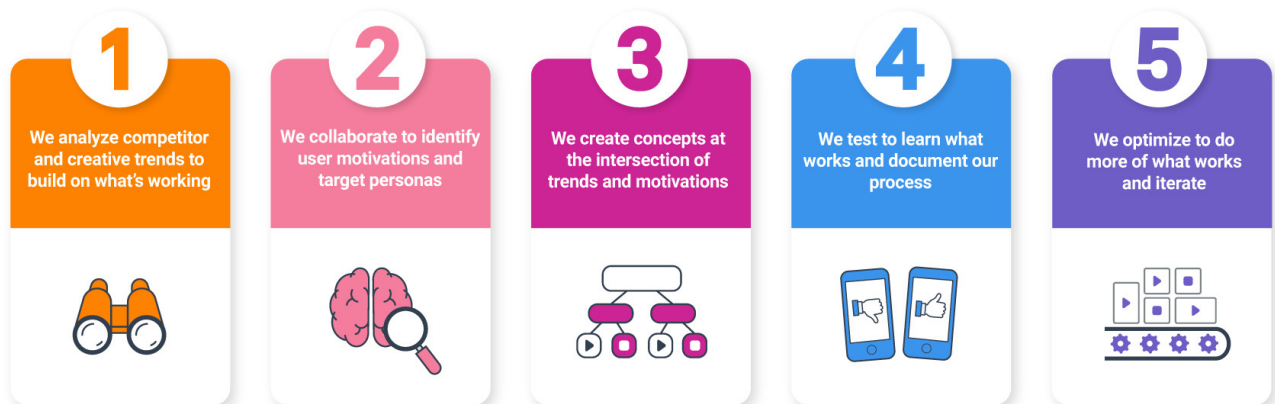 1
We analyze competitor
and creative trends to
build on what's working
2
We collaborate to identify
user motivations and
target personas
3
We create concepts at
the intersection of
trends and motivations
4
We test to learn what
works and document our
process
5
We optimize to do
more of what works
and iterate